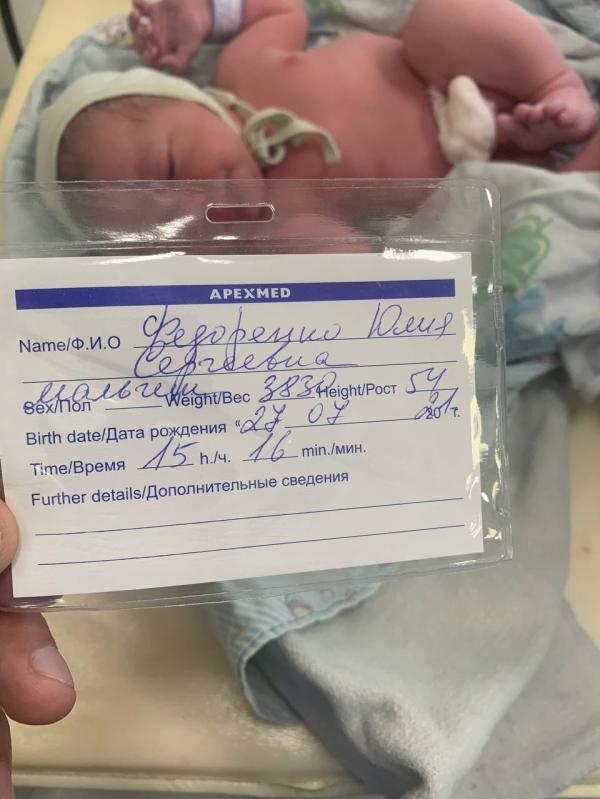 APEXMED
Name/Ф.И.О Федоренко Юлия
Сергеевна
мальчик
Sex/Пол Weight/Вес 3830 Height/Рост 54
Birth date/Дата рождения "27 07 2021г.
Time/Время 15 h./ч. 16 min./мин.
Further details/Дополнительные сведения